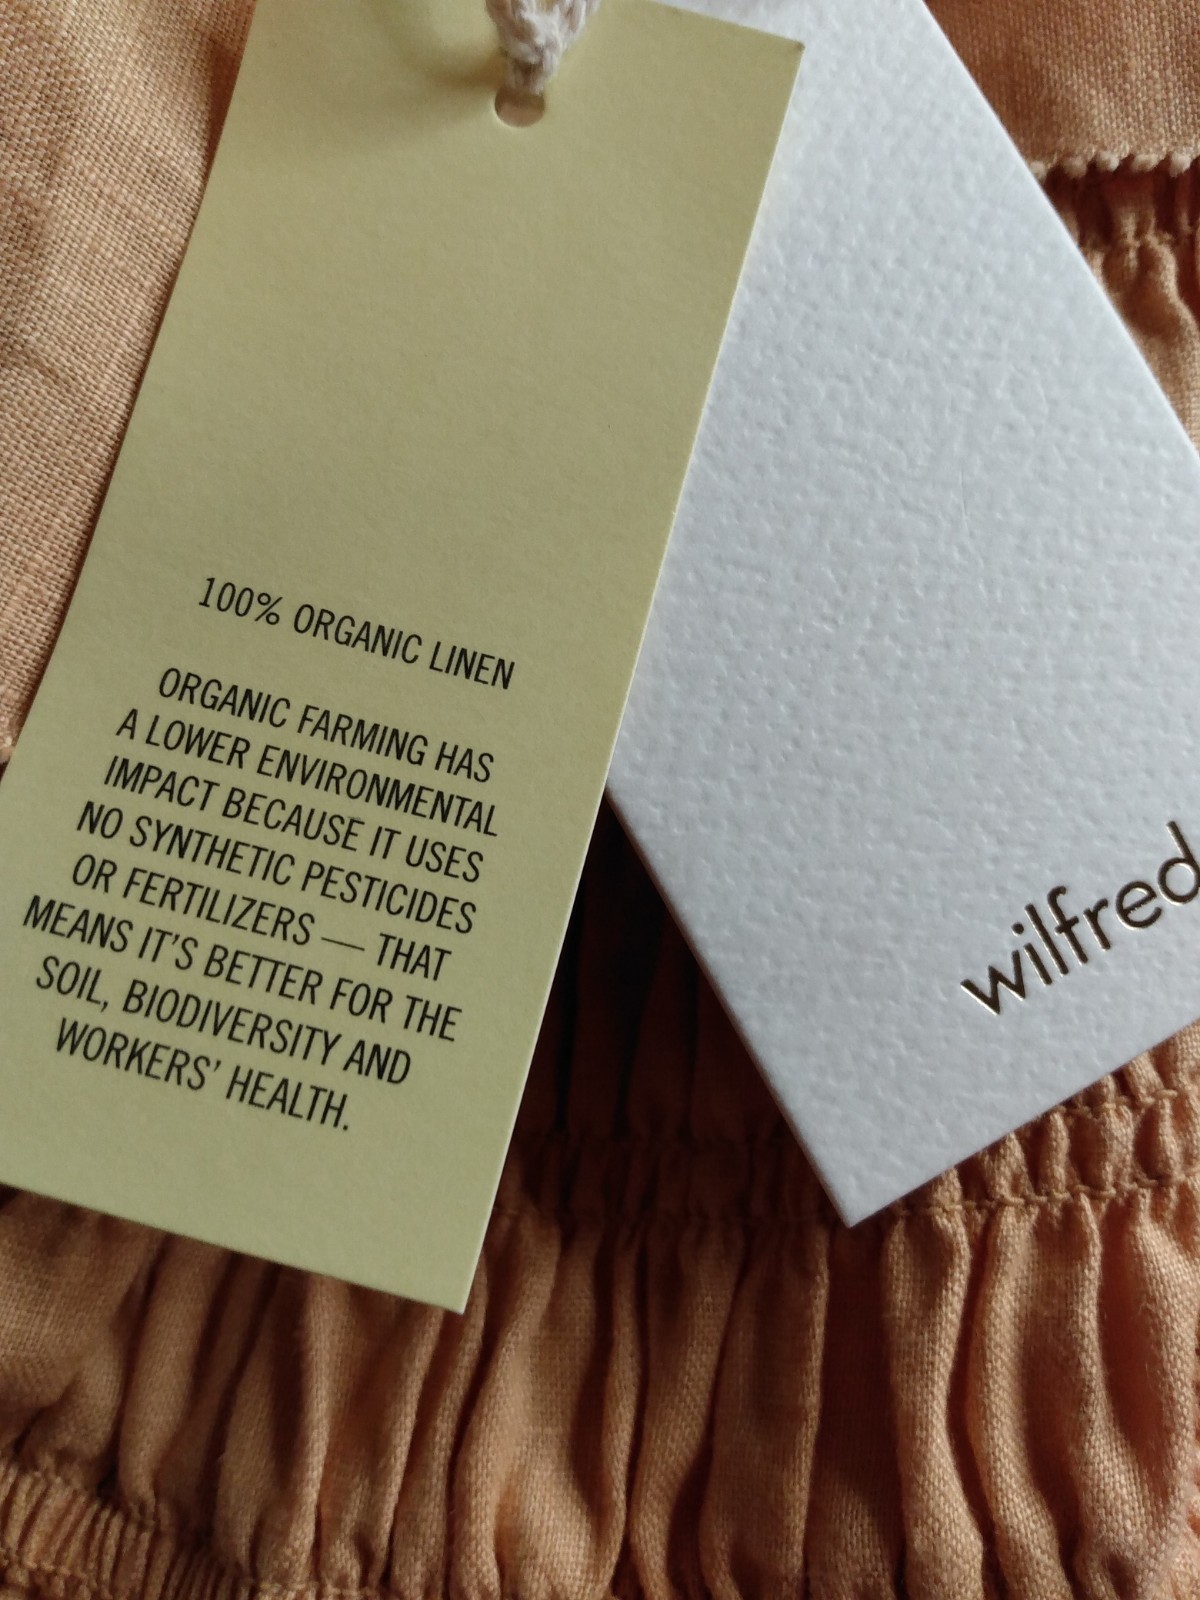 100% ORGANIC LINEN
ORGANIC FARMING HAS
A LOWER ENVIRONMENTAL
IMPACT BECAUSE IT USES
NO SYNTHETIC PESTICIDES
OR FERTILIZERS — THAT
MEANS IT'S BETTER FOR THE
SOIL, BIODIVERSITY AND
WORKERS' HEALTH.
wilfred